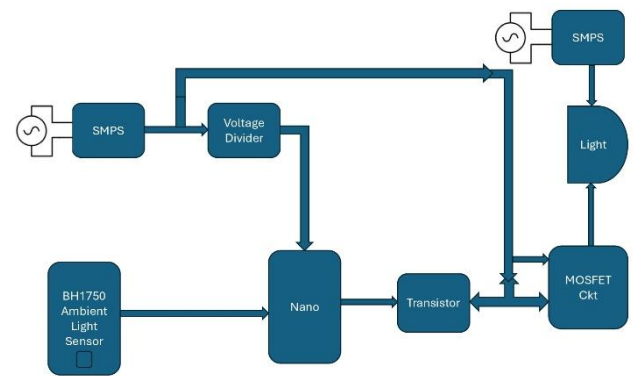 SMPS
SMPS
Voltage
Divider
Light
BH1750
Ambient
Light
Sensor
Nano
Transistor
MOSFET
Ckt